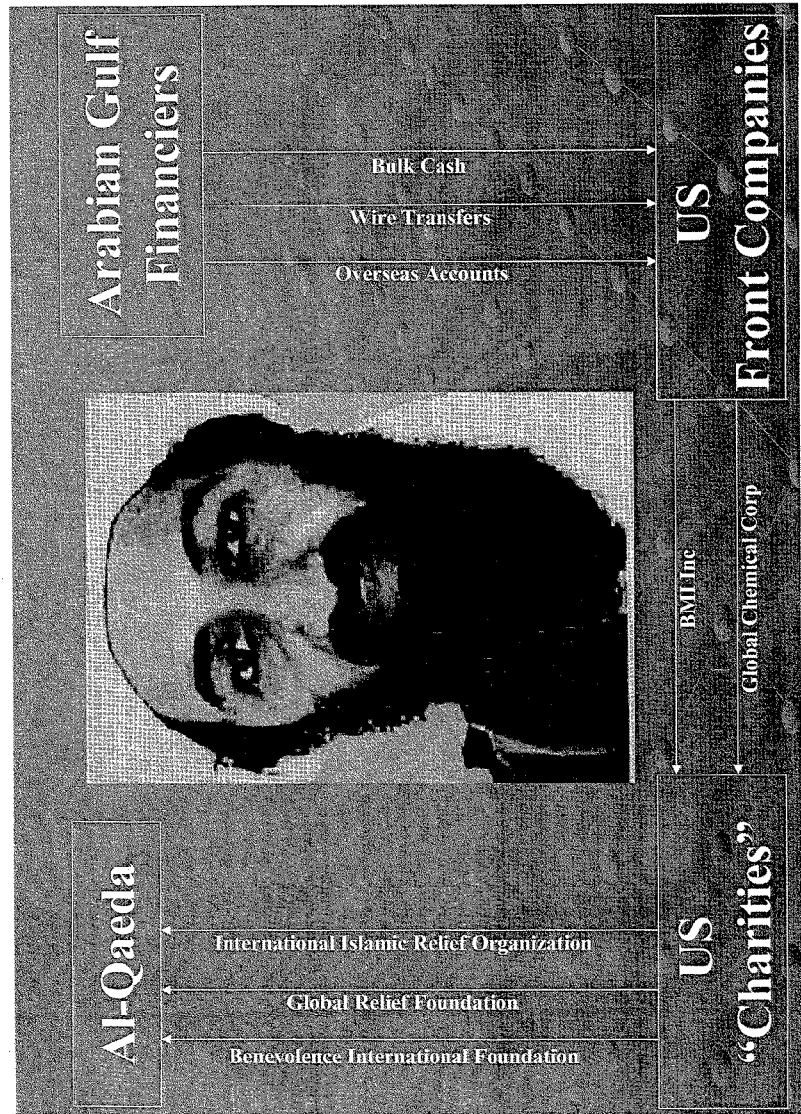 Al-Qaeda
Arabian Gulf
Financiers
International Islamic Relief Organization
Global Relief Foundation
Benevolence International Foundation
Bulk Cash
Wire Transfers
Overseas Accounts
BMI Inc
Global Chemical Corp
US
“Charities”
US
Front Companies